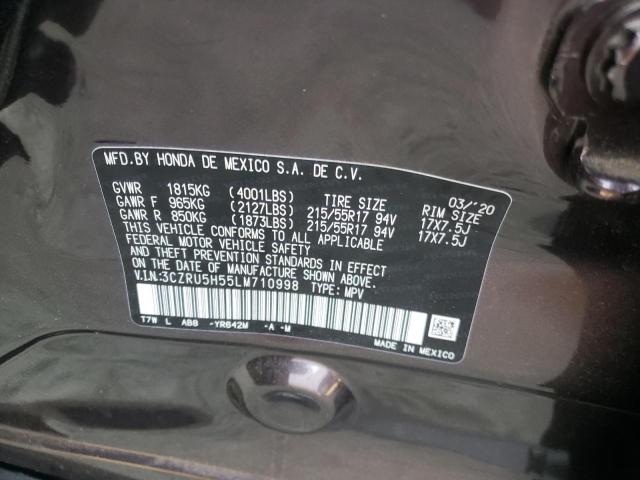 MFD. BY HONDA DE MEXICO S.A. DE C.V.
03/'20
GVWR 1815KG (4001LBS) TIRE SIZE RIM SIZE
GAWR F 965KG (2127LBS) 215/55R17 94V 17X7.5J
GAWR R 850KG (1873LBS) 215/55R17 94V 17X7.5J
THIS VEHICLE CONFORMS TO ALL APPLICABLE
FEDERAL MOTOR VEHICLE SAFETY
AND THEFT PREVENTION STANDARDS IN EFFECT
ON THE DATE OF MANUFACTURE SHOWN ABOVE.
V.I.N.:3CZRU5H55LM710998 TYPE: MPV
T7W L AB8 -YR642M -A -M
MADE IN MEXICO